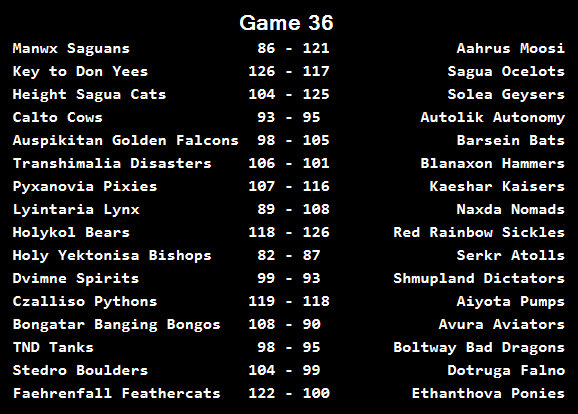 Game 36
Manwx Saguans 86 - 121 Aahrus Moosi
Key to Don Yees 126 - 117 Sagua Ocelots
Height Sagua Cats 104 - 125 Solea Geysers
Calto Cows 93 - 95 Autolik Autonomy
Auspikitan Golden Falcons 98 - 105 Barsein Bats
Transhimalia Disasters 106 - 101 Blanaxon Hammers
Pyxanovia Pixies 107 - 116 Kaeshar Kaisers
Lyintaria Lynx 89 - 108 Naxda Nomads
Holykol Bears 118 - 126 Red Rainbow Sickles
Holy Yektonisa Bishops 82 - 87 Serkr Atolls
Dvimne Spirits 99 - 93 Shmupland Dictators
Czalliso Pythons 119 - 118 Aiyota Pumps
Bongatar Banging Bongos 108 - 90 Avura Aviators
TND Tanks 98 - 95 Boltway Bad Dragons
Stedro Boulders 104 - 99 Dotruga Falno
Faehrenfall Feathercats 122 - 100 Ethanthova Ponies